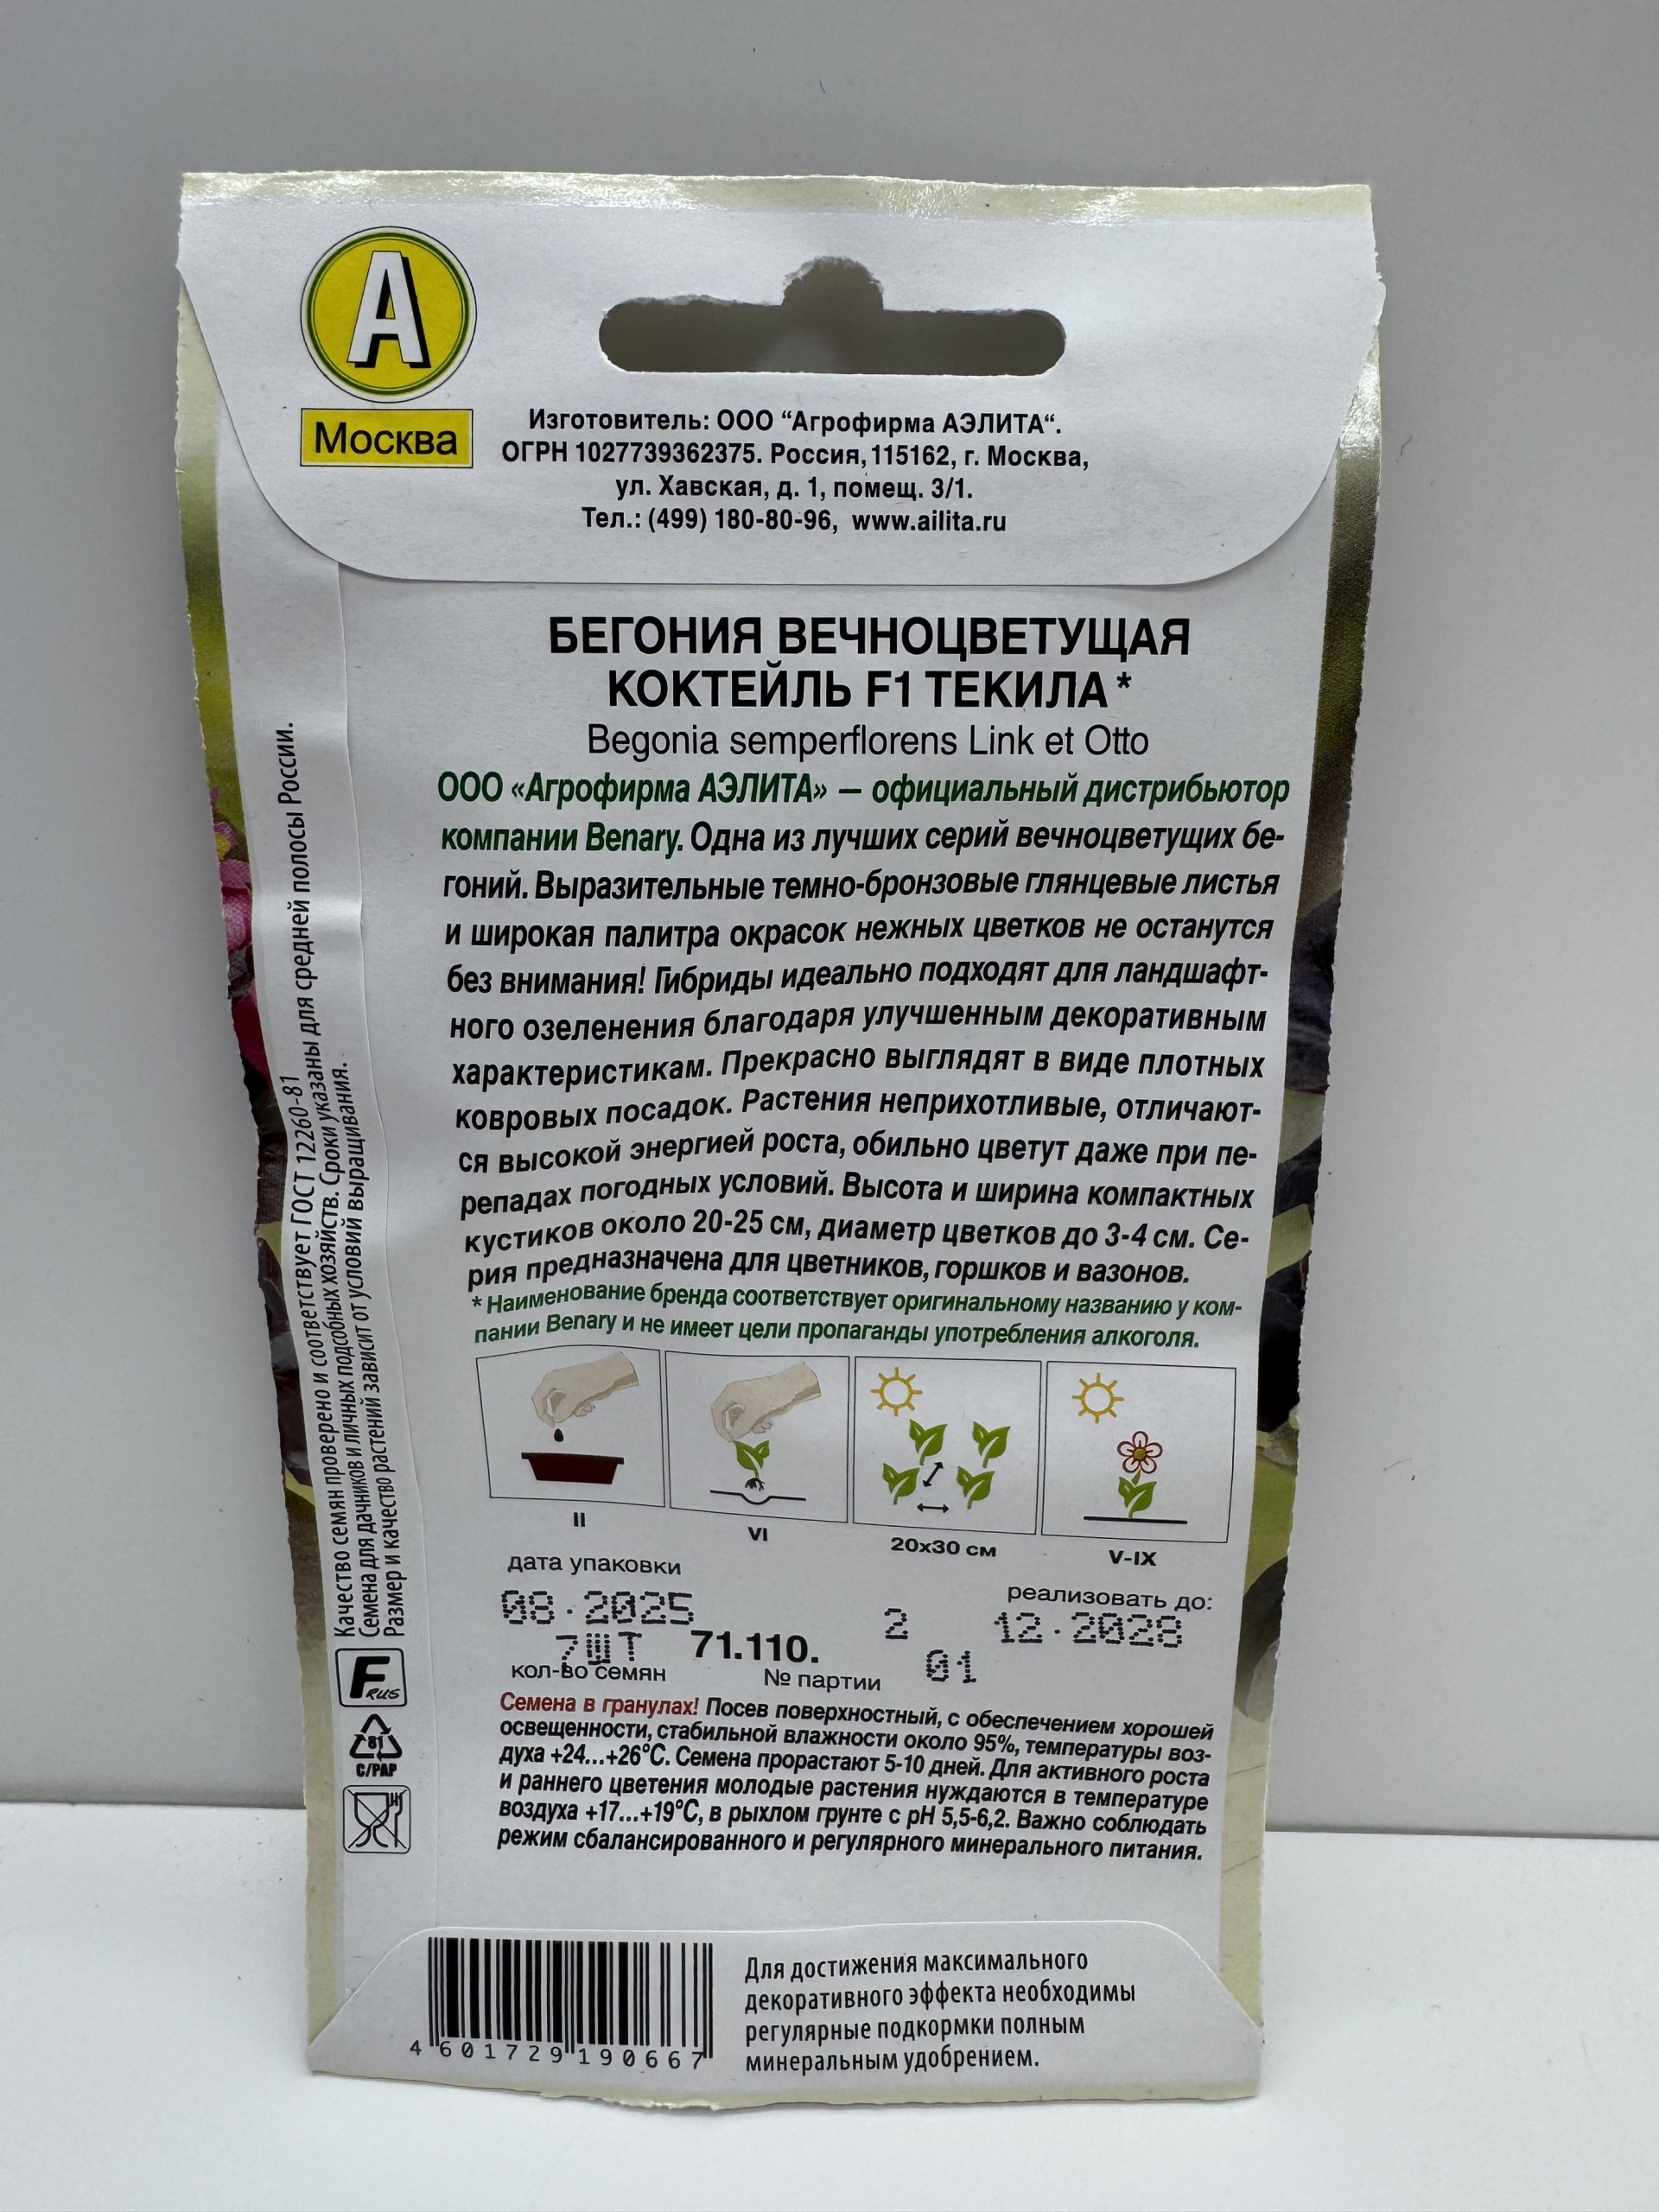 А
Москва
Изготовитель: ООО “Агрофирма АЭЛИТА“.
ОГРН 1027739362375. Россия, 115162, г. Москва,
ул. Хавская, д. 1, помещ. 3/1.
Тел.: (499) 180-80-96, www.ailita.ru
БЕГОНИЯ ВЕЧНОЦВЕТУЩАЯ
КОКТЕЙЛЬ F1 ТЕКИЛА*
Begonia semperflorens Link et Otto
ООО «Агрофирма АЭЛИТА» — официальный дистрибьютор
компании Benary. Одна из лучших серий вечноцветущих бе-
гоний. Выразительные темно-бронзовые глянцевые листья
и широкая палитра окрасок нежных цветков не останутся
без внимания! Гибриды идеально подходят для ландшафт-
ного озеленения благодаря улучшенным декоративным
характеристикам. Прекрасно выглядят в виде плотных
ковровых посадок. Растения неприхотливые, отличают-
ся высокой энергией роста, обильно цветут даже при пе-
репадах погодных условий. Высота и ширина компактных
кустиков около 20-25 см, диаметр цветков до 3-4 см. Се-
рия предназначена для цветников, горшков и вазонов.
* Наименование бренда соответствует оригинальному названию у ком-
пании Benary и не имеет цели пропаганды употребления алкоголя.
II
VI
20х30 см
V-IX
дата упаковки
реализовать до:
08.2025
2
12.2028
7ШТ
71.110.
01
кол-во семян
№ партии
Семена в гранулах! Посев поверхностный, с обеспечением хорошей
освещенности, стабильной влажности около 95%, температуры воз-
духа +24...+26°С. Семена прорастают 5-10 дней. Для активного роста
и раннего цветения молодые растения нуждаются в температуре
воздуха +17...+19°С, в рыхлом грунте с pH 5,5-6,2. Важно соблюдать
режим сбалансированного и регулярного минерального питания.
Качество семян проверено и соответствует ГОСТ 12260-81
Семена для дачников и личных подсобных хозяйств. Сроки указаны для средней полосы России.
Размер и качество растений зависит от условий выращивания.
F RUS
81
C/PAP
4 601729 190667
Для достижения максимального
декоративного эффекта необходимы
регулярные подкормки полным
минеральным удобрением.